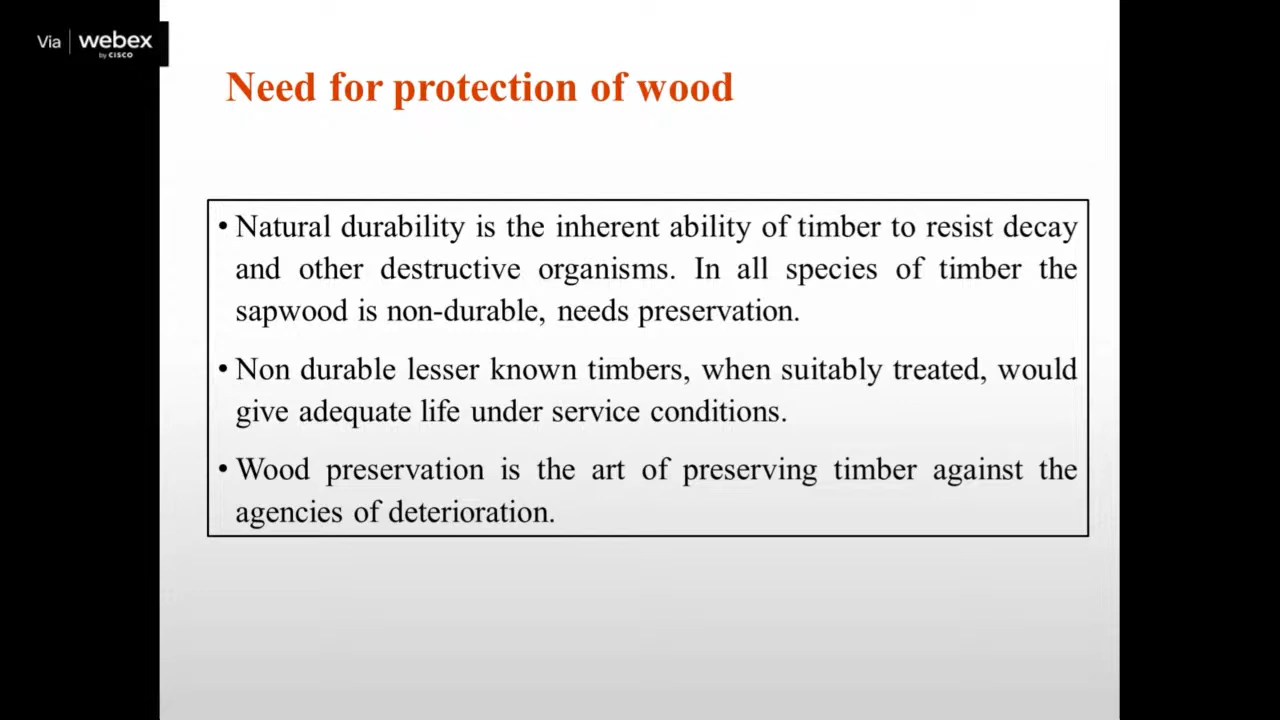 Via webex
by CISCO
Need for protection of wood
• Natural durability is the inherent ability of timber to resist decay
and other destructive organisms. In all species of timber the
sapwood is non-durable, needs preservation.
• Non durable lesser known timbers, when suitably treated, would
give adequate life under service conditions.
• Wood preservation is the art of preserving timber against the
agencies of deterioration.